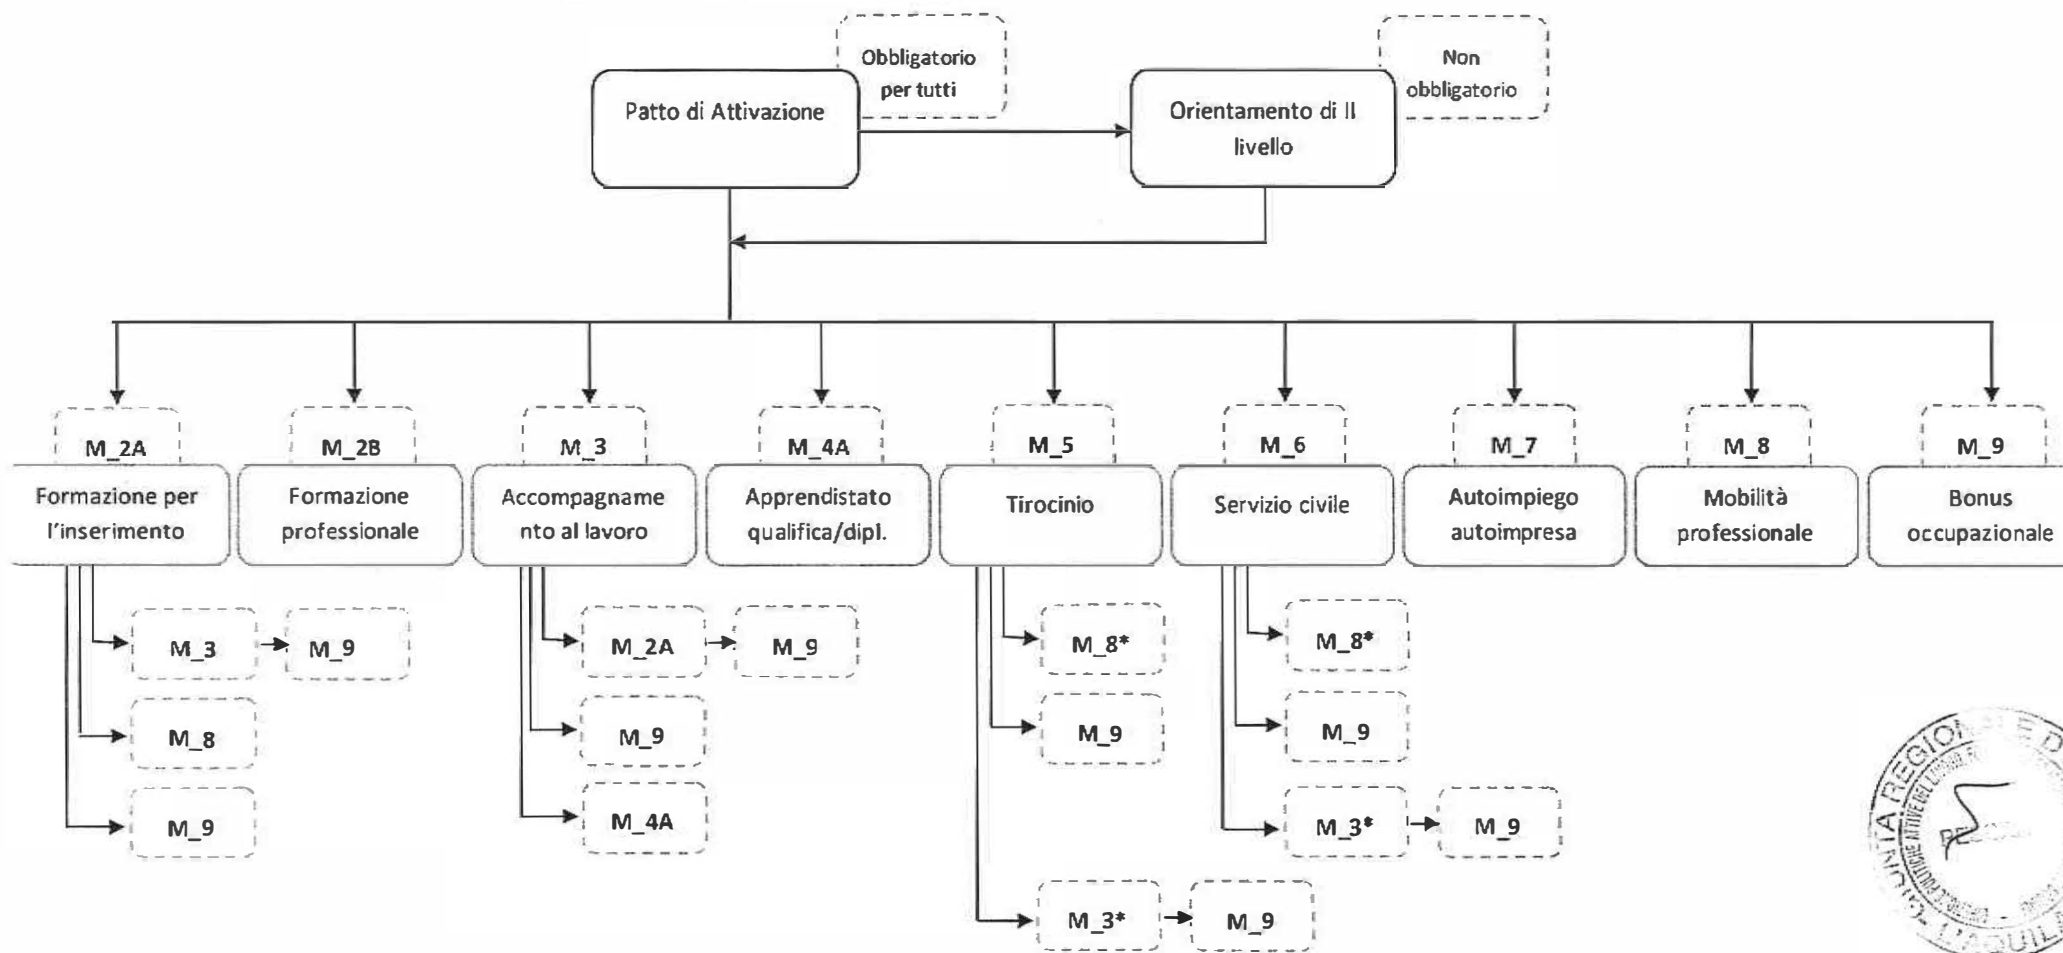 Obbligatorio
per tutti
Non
obbligatorio
Patto di Attivazione
Orientamento di II
livello
M_2A
M_2B
M_3
M_4A
M_5
M_6
M_7
M_8
M_9
Formazione per
l'inserimento
Formazione
professionale
Accompagname
nto al lavoro
Apprendistato
qualifica/dipl.
Tirocinio
Servizio civile
Autoimpiego
autoimpresa
Mobilità
professionale
Bonus
occupazionale
M_3
M_9
M_2A
M_9
M_8*
M_8*
M_8
M_9
M_9
M_9
M_9
M_4A
M_3*
M_9
M_3*
M_9
GIUNTA REGIONALE D
L'AQUILA